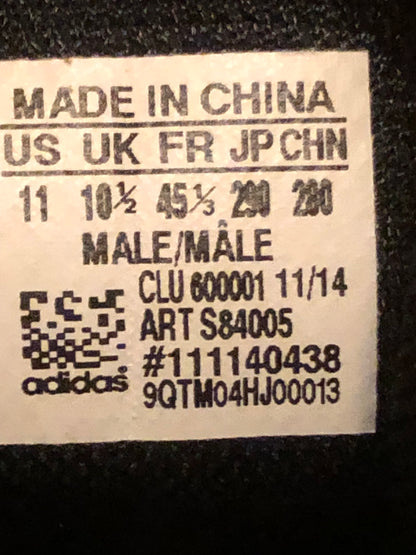 MADE IN CHINA
US UK FR JP CHN
11 10½ 45⅓ 290 280
MALE/MÂLE
CLU 600001 11/14
ART S84005
#111140438
adidas® 9QTM04HJ00013